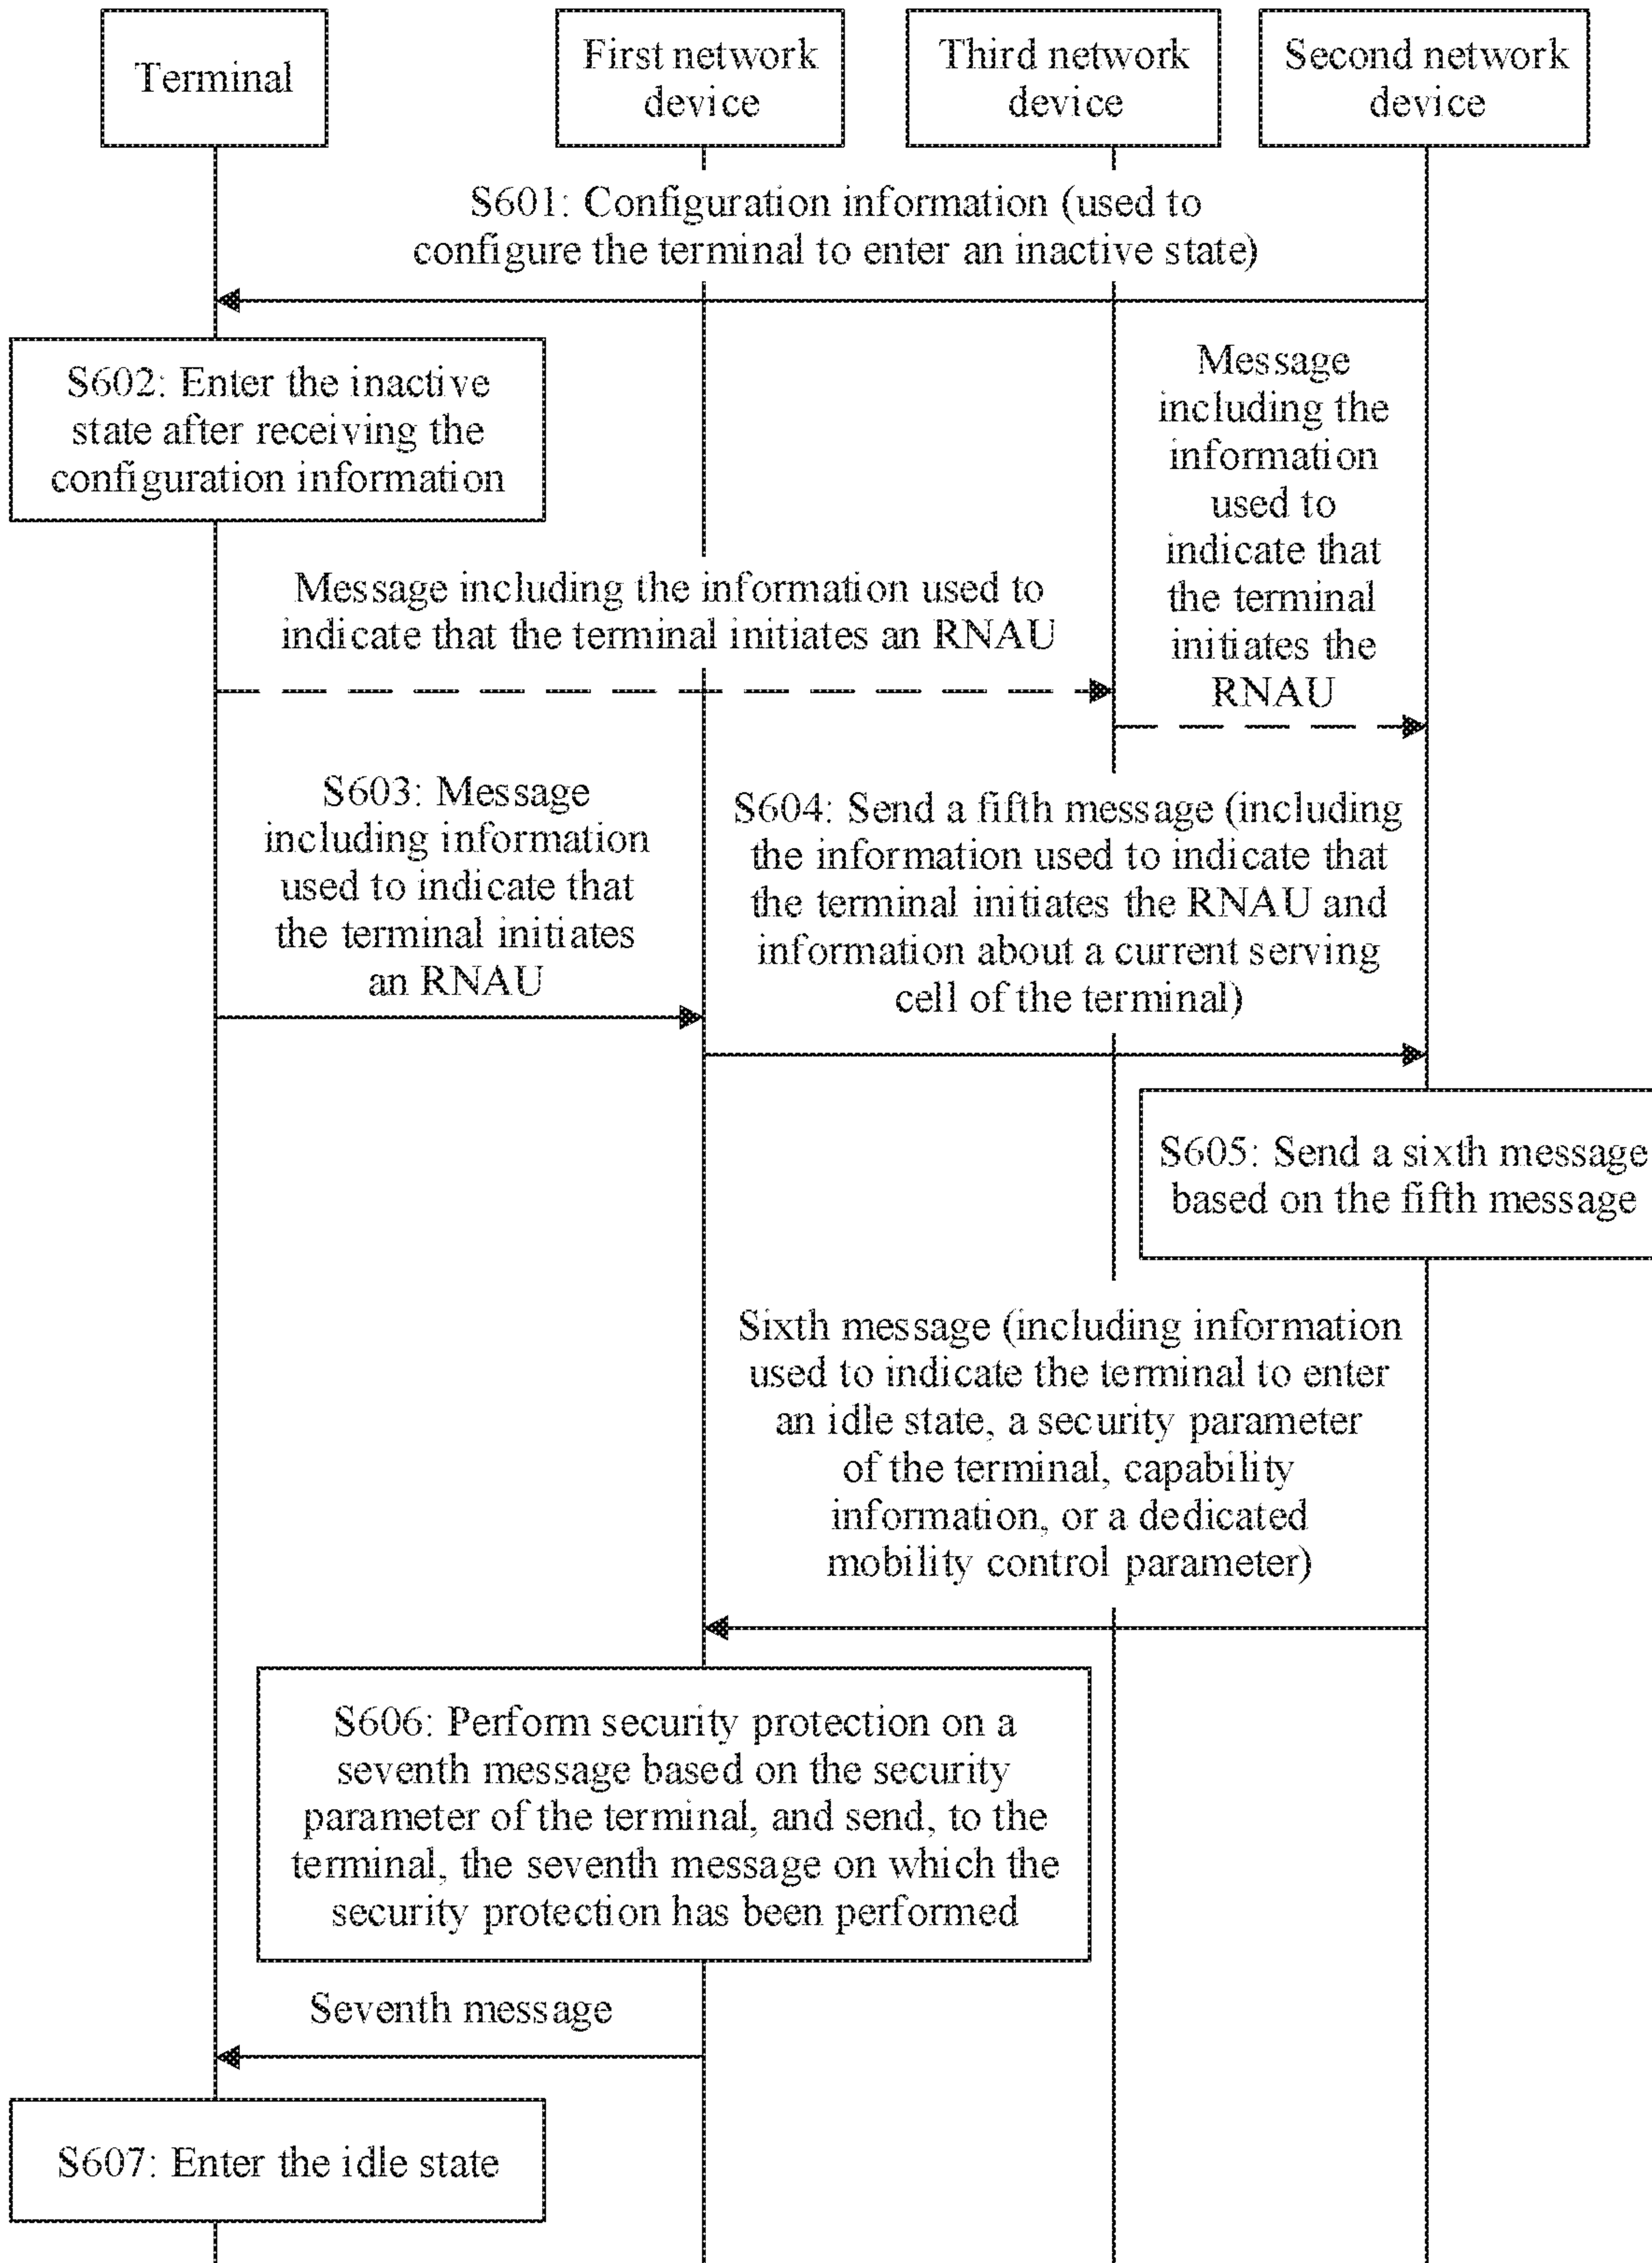 Terminal
First network
device
Third network
device
Second network
device
S601: Configuration information (used to
configure the terminal to enter an inactive state)
S602: Enter the inactive
state after receiving the
configuration information
Message
including the
information
used to
indicate that
the terminal
initiates the
RNAU
Message including the information used to
indicate that the terminal initiates an RNAU
S603: Message
including information
used to indicate that
the terminal initiates
an RNAU
S604: Send a fifth message (including
the information used to indicate that
the terminal initiates the RNAU and
information about a current serving
cell of the terminal)
S605: Send a sixth message
based on the fifth message
Sixth message (including information
used to indicate the terminal to enter
an idle state, a security parameter
of the terminal, capability
information, or a dedicated
mobility control parameter)
S606: Perform security protection on a
seventh message based on the security
parameter of the terminal, and send, to the
terminal, the seventh message on which the
security protection has been performed
Seventh message
S607: Enter the idle state